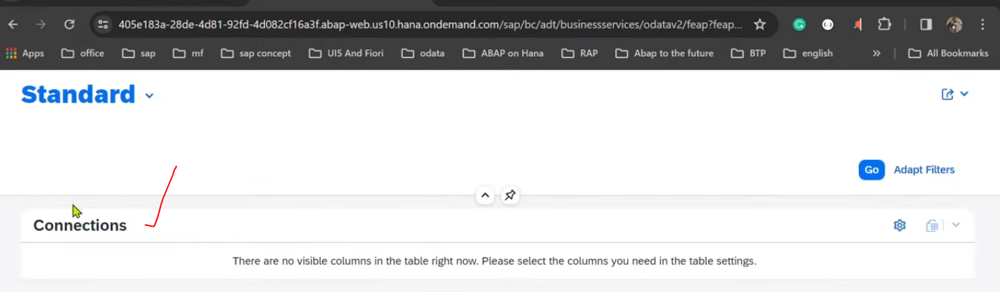 405e183a-28de-4d81-92fd-4d082cf16a3f.abap-web.us10.hana.ondemand.com/sap/bc/adt/businessservices/odatav2/feap?feap...
Apps office sap mf sap concept UI5 And Fiori odata ABAP on Hana RAP Abap to the future BTP english » All Bookmarks
Standard
Go Adapt Filters
Connections
There are no visible columns in the table right now. Please select the columns you need in the table settings.